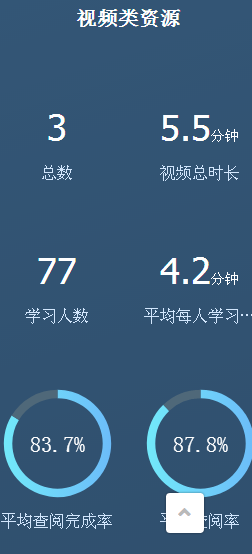 视频类资源
3 5.5分钟
总数 视频总时长
77 4.2分钟
学习人数 平均每人学习…
83.7% 87.8%
平均查阅完成率 平 查阅率